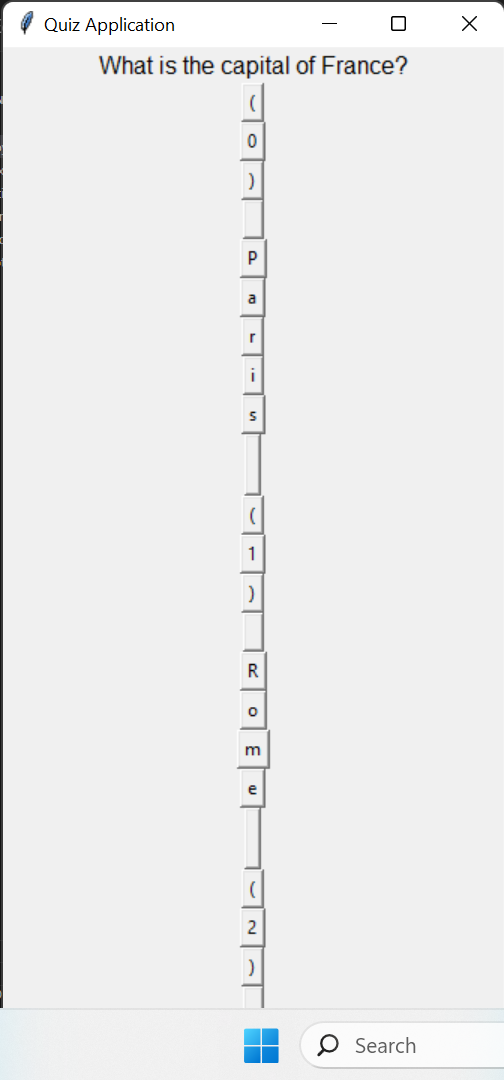 Quiz Application
What is the capital of France?
(
0
)
P
a
r
i
s
(
1
)
R
o
m
e
(
2
)
Search